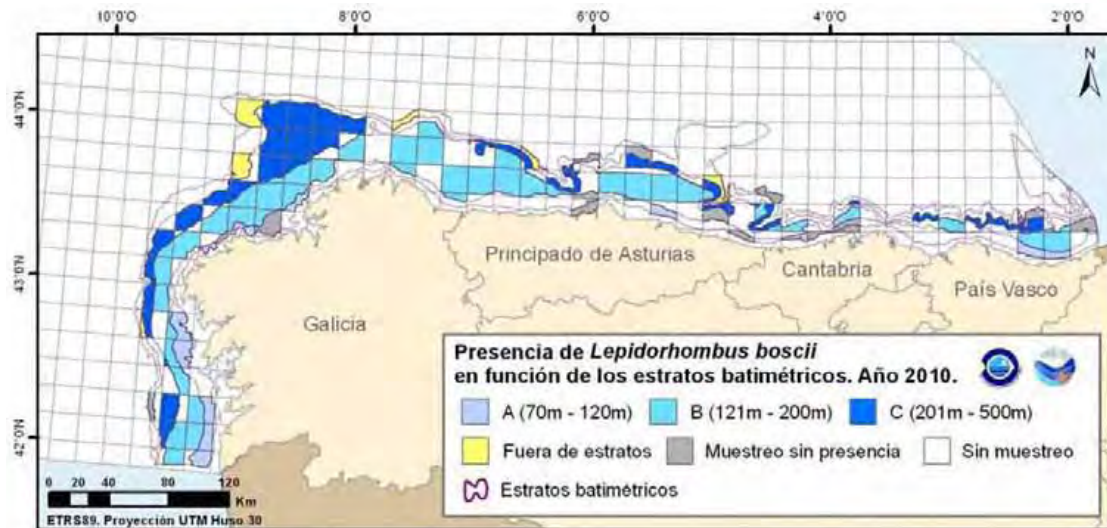 10°0'O 8°0'O 6°0'O 4°0'O 2°0'O
N
44°0'N
43°0'N
42°0'N
Principado de Asturias
Cantabria
País Vasco
Galicia
Presencia de Lepidorhombus boscii
en función de los estratos batimétricos. Año 2010.
A (70m - 120m) B (121m - 200m) C (201m - 500m)
Fuera de estratos Muestreo sin presencia Sin muestreo
Estratos batimétricos
0 20 40 80 120
Km
ETRS89. Proyección UTM Huso 30